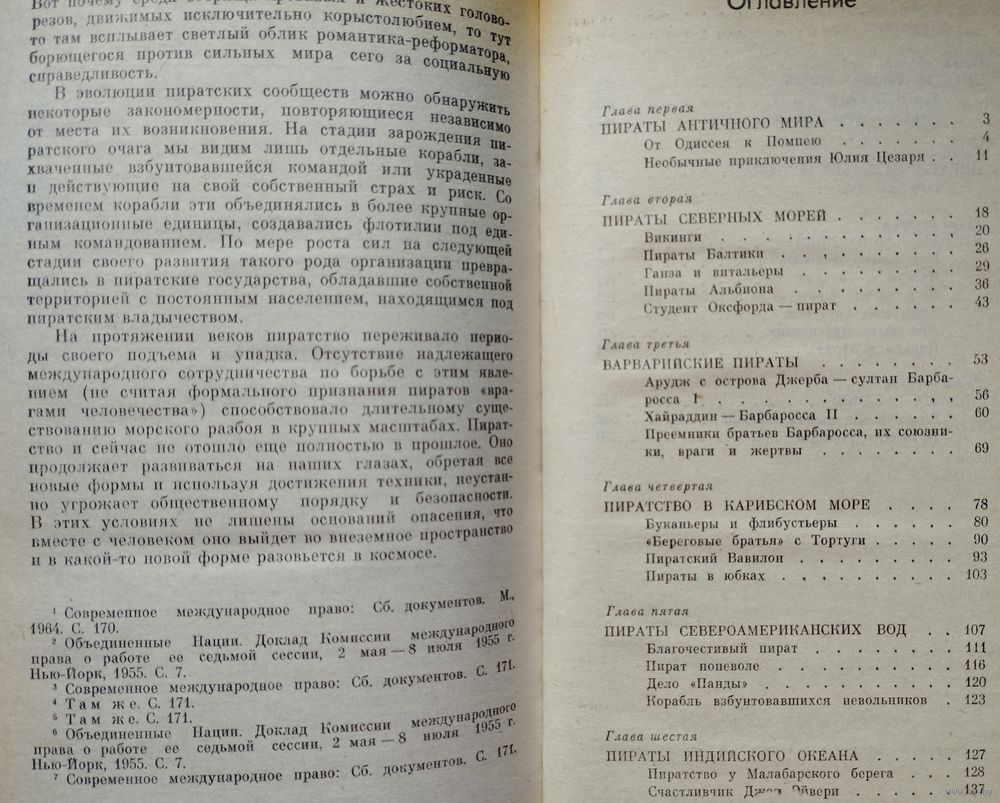 Вот почему среди жестоких голово-
резов, движимых исключительно корыстолюбием, то тут
то там всплывает светлый облик романтика-реформатора,
борющегося против сильных мира сего за социальную
справедливость.
В эволюции пиратских сообществ можно обнаружить
некоторые закономерности, повторяющиеся независимо
от места их возникновения. На стадии зарождения пи-
ратского очага мы видим лишь отдельные корабли, за-
хваченные взбунтовавшейся командой или украденные
и действующие на свой собственный страх и риск. Со
временем корабли эти объединялись в более крупные ор-
ганизационные единицы, создавались флотилии под еди-
ным командованием. По мере роста сил на следующей
стадии своего развития такого рода организации превра-
щались в пиратские государства, обладавшие собственной
территорией с постоянным населением, находящимся под
пиратским владычеством.
На протяжении веков пиратство переживало перио-
ды своего подъема и упадка. Отсутствие надлежащего
международного сотрудничества по борьбе с этим явле-
нием (не считая формального признания пиратов «вра-
гами человечества») способствовало длительному суще-
ствованию морского разбоя в крупных масштабах. Пират-
ство и сейчас не отошло еще полностью в прошлое. Оно
продолжает развиваться на наших глазах, обретая все
новые формы и используя достижения техники, неустан-
но угрожает общественному порядку и безопасности.
В этих условиях не лишены оснований опасения, что
вместе с человеком оно выйдет во внеземное пространство
и в какой-то новой форме разовьется в космосе.
1 Современное международное право: Сб. документов. М.,
1964. С. 170.
2 Объединенные Нации. Доклад Комиссии международного
права о работе ее седьмой сессии, 2 мая — 8 июля 1955 г.
Нью-Йорк, 1955. С. 7.
3 Современное международное право: Сб. документов. С. 171.
4 Там же. С. 171.
5 Там же. С. 171.
6 Объединенные Нации. Доклад Комиссии международного
права о работе ее седьмой сессии, 2 мая — 8 июля 1955 г.
Нью-Йорк, 1955. С. 7.
7 Современное международное право: Сб. документов. С. 171.
Оглавление
Глава первая
ПИРАТЫ АНТИЧНОГО МИРА . . . . . . . 3
От Одиссея к Помпею . . . . . . . 4
Необычные приключения Юлия Цезаря . . 11
Глава вторая
ПИРАТЫ СЕВЕРНЫХ МОРЕЙ . . . . . . . 18
Викинги . . . . . . . . . . . 20
Пираты Балтики . . . . . . . . . 26
Ганза и витальеры . . . . . . . . 29
Пираты Альбиона . . . . . . . . . 36
Студент Оксфорда — пират . . . . . . 43
Глава третья
ВАРВАРИЙСКИЕ ПИРАТЫ . . . . . . . . 53
Арудж с острова Джерба — султан Барба-
росса I . . . . . . . . . . . 56
Хайраддин — Барбаросса II . . . . . . 60
Преемники братьев Барбаросса, их союзни-
ки, враги и жертвы . . . . . . . 69
Глава четвертая
ПИРАТСТВО В КАРИБСКОМ МОРЕ . . . . 78
Буканьеры и флибустьеры . . . . . . 80
«Береговые братья» с Тортуги . . . . . 90
Пиратский Вавилон . . . . . . . . 93
Пираты в юбках . . . . . . . . . 103
Глава пятая
ПИРАТЫ СЕВЕРОАМЕРИКАНСКИХ ВОД . . 107
Благочестивый пират . . . . . . . . 111
Пират поневоле . . . . . . . . . 116
Дело «Панды» . . . . . . . . . . 120
Корабль взбунтовавшихся невольников . 123
Глава шестая
ПИРАТЫ ИНДИЙСКОГО ОКЕАНА . . . . . 127
Пиратство у Малабарского берега . . . . 128
Счастливчик Джон Эйвери . . . . . . 137